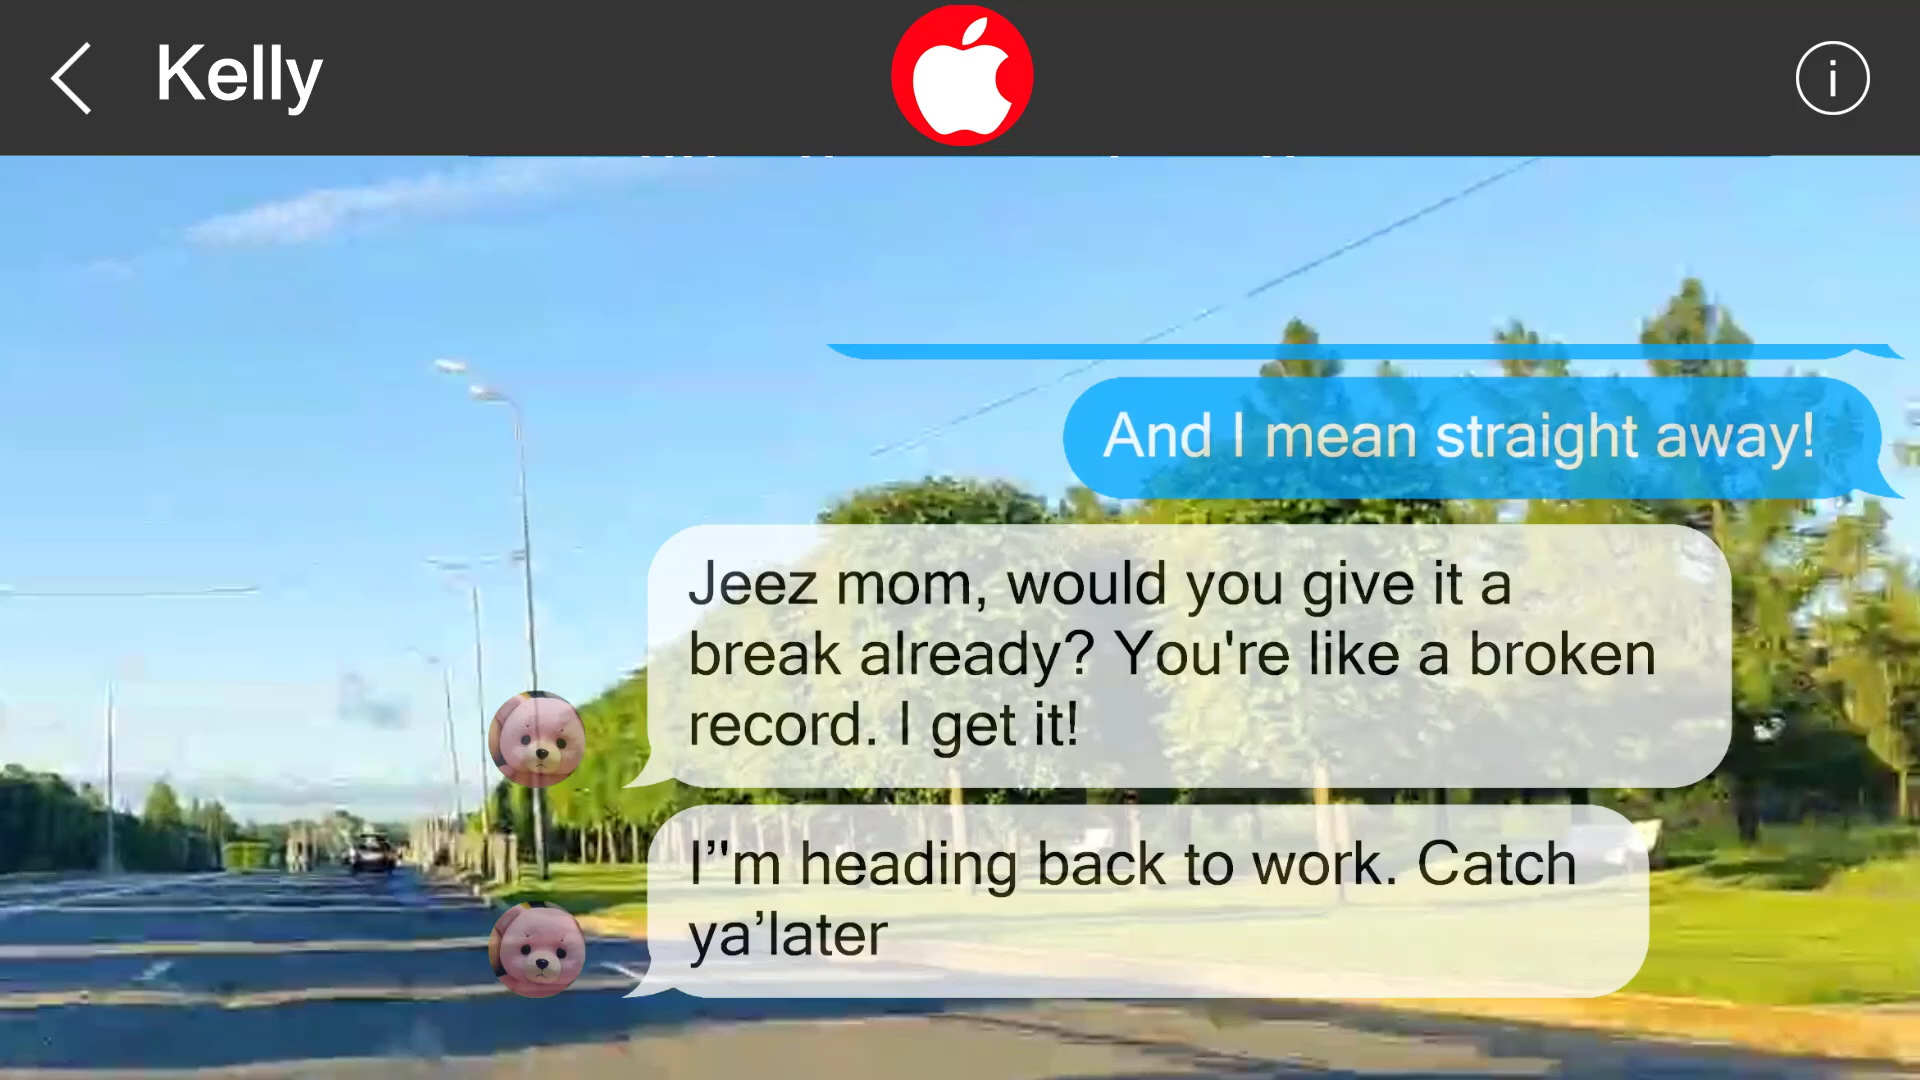 Kelly
And I mean straight away!
Jeez mom, would you give it a
break already? You're like a broken
record. I get it!
I”"m heading back to work. Catch
ya’later